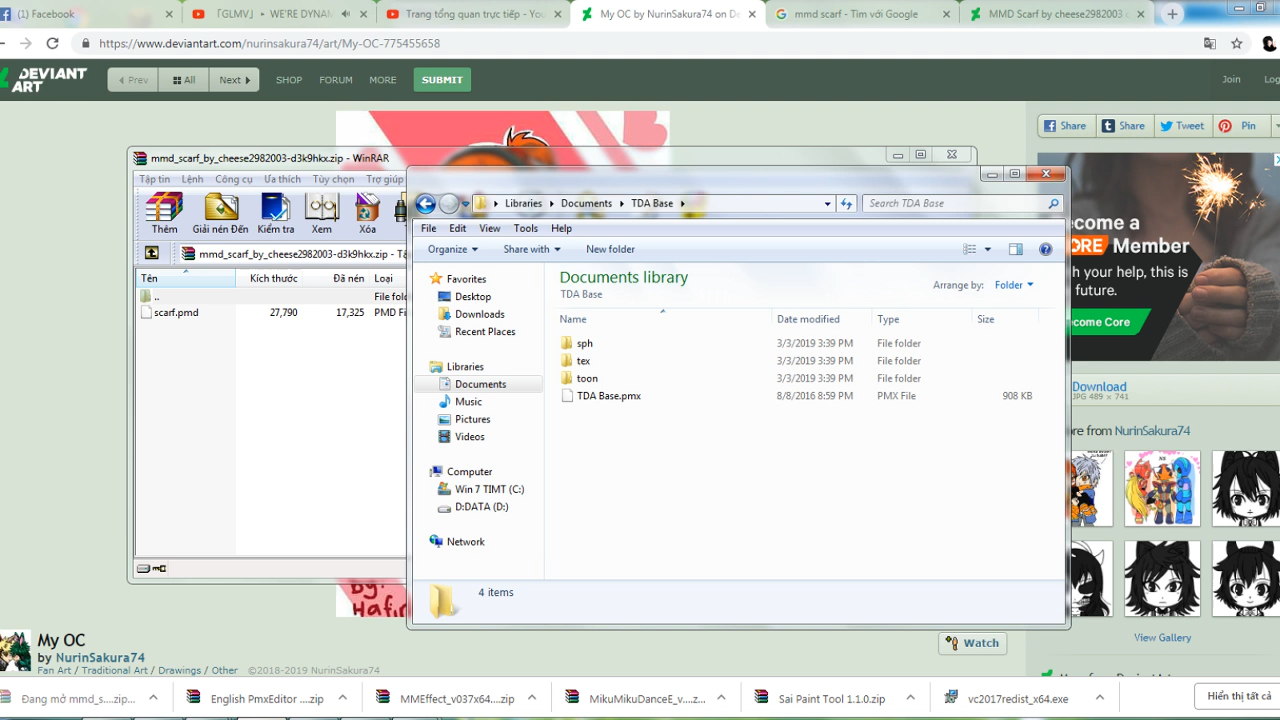 (1) Facebook
「GLMV」 • WE'RE DYNAM
Trang tổng quan trực tiếp - You
My OC by NurinSakura74 on De
mmd scarf - Tìm với Google
MMD Scarf by cheese2982003 o
https://www.deviantart.com/nurinsakura74/art/My-OC-775455658
DEVIANT ART
Prev
All
Next
SHOP
FORUM
MORE
SUBMIT
Join
Log
Share
Share
Tweet
Pin
mmd_scarf_by_cheese2982003-d3k9hkx.zip - WinRAR
Tập tin Lệnh Công cụ Ưa thích Tùy chọn Trợ giúp
Thêm
Giải nén Đến
Kiểm tra
Xem
Xóa
mmd_scarf_by_cheese2982003-d3k9hkx.zip - Tậ
Tên
Kích thước
Đã nén
Loại
..
File fold
scarf.pmd
27,790
17,325
PMD Fi
Libraries
Documents
TDA Base
Search TDA Base
File Edit View Tools Help
Organize
Share with
New folder
Favorites
Desktop
Downloads
Recent Places
Libraries
Documents
Music
Pictures
Videos
Computer
Win 7 TIMT (C:)
D:DATA (D:)
Network
Documents library
TDA Base
Arrange by: Folder
Name
Date modified
Type
Size
sph
3/3/2019 3:39 PM
File folder
tex
3/3/2019 3:39 PM
File folder
toon
3/3/2019 3:39 PM
File folder
TDA Base.pmx
8/8/2016 8:59 PM
PMX File
908 KB
4 items
ecome a
ORE Member
h your help, this is
future.
ecome Core
Download
JPG 489 × 741
ore from NurinSakura74
View Gallery
by:
Hafi
My OC
by NurinSakura74
Fan Art / Traditional Art / Drawings / Other
©2018-2019 NurinSakura74
Watch
Đang mở mmd_s....zip...
English PmxEditor ....zip
MMEffect_v037x64....zip
MikuMikuDanceE_v....z...
Sai Paint Tool 1.1.0.zip
vc2017redist_x64.exe
Hiển thị tất cả